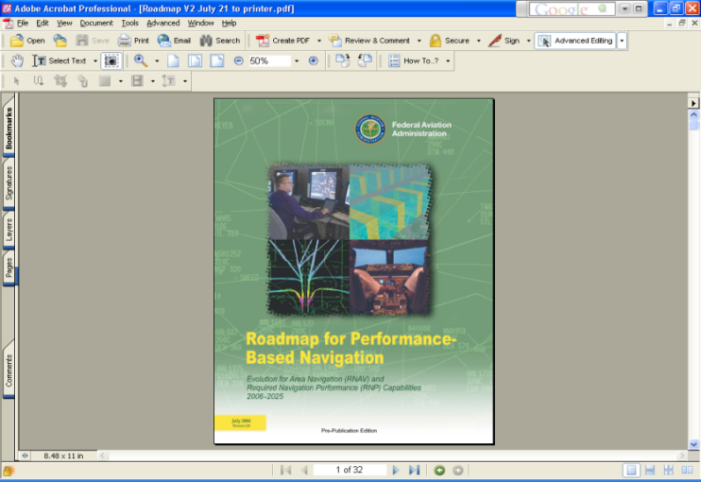 Adobe Acrobat Professional - [Roadmap V2 July 21 to printer.pdf]
Google
File Edit View Document Tools Advanced Window Help
Open Save Print Email Search Create PDF Review & Comment Secure Sign Advanced Editing
Select Text 50% How To..?
Bookmarks
Signatures
Layers
Pages
Comments
Federal Aviation
Administration
Roadmap for Performance-
Based Navigation
Evolution for Area Navigation (RNAV) and
Required Navigation Performance (RNP) Capabilities
2006-2025
July 2006
Pre-Publication Edition
8.48 x 11 in
1 of 32